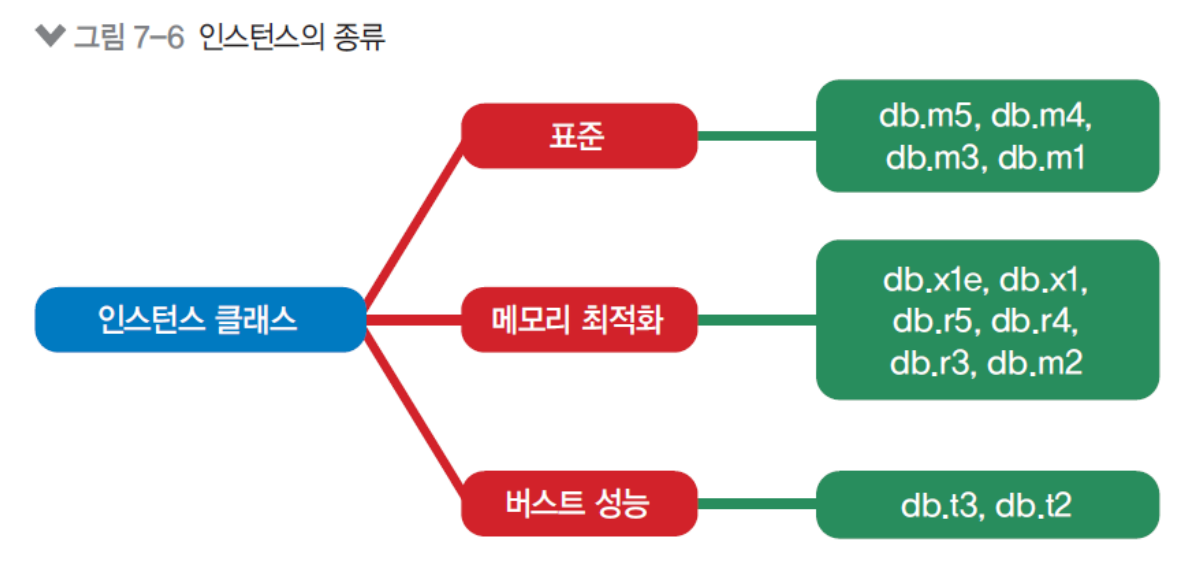 그림 7-6 인스턴스의 종류
표준
db.m5, db.m4,
db.m3, db.m1
인스턴스 클래스
메모리 최적화
db.x1e, db.x1,
db.r5, db.r4,
db.r3, db.m2
버스트 성능
db.t3, db.t2